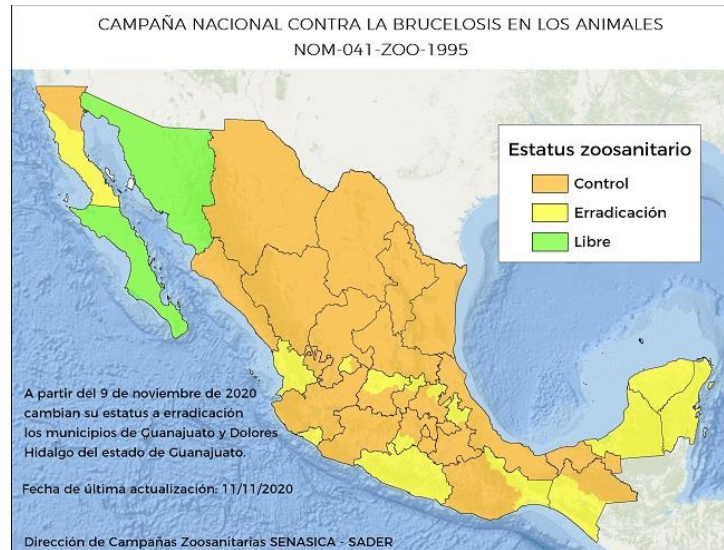 CAMPAÑA NACIONAL CONTRA LA BRUCELOSIS EN LOS ANIMALES
NOM-041-ZOO-1995
Estatus zoosanitario
Control
Erradicación
Libre
A partir del 9 de noviembre de 2020
cambian su estatus a erradicación
los municipios de Guanajuato y Dolores
Hidalgo del estado de Guanajuato.
Fecha de última actualización: 11/11/2020
Dirección de Campañas Zoosanitarias SENASICA - SADER